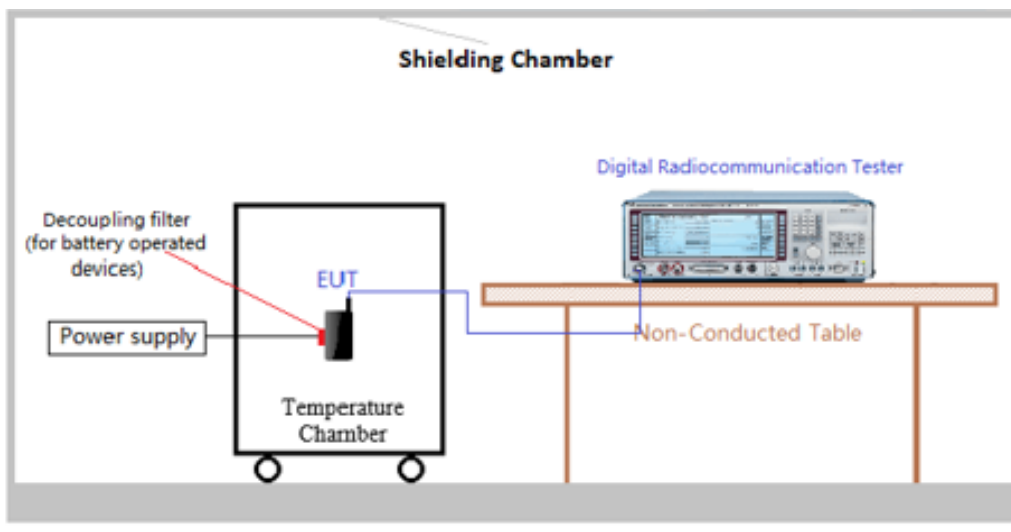 Shielding Chamber
Digital Radiocommunication Tester
Decoupling filter
(for battery operated
devices)
EUT
Power supply
Non-Conducted Table
Temperature
Chamber